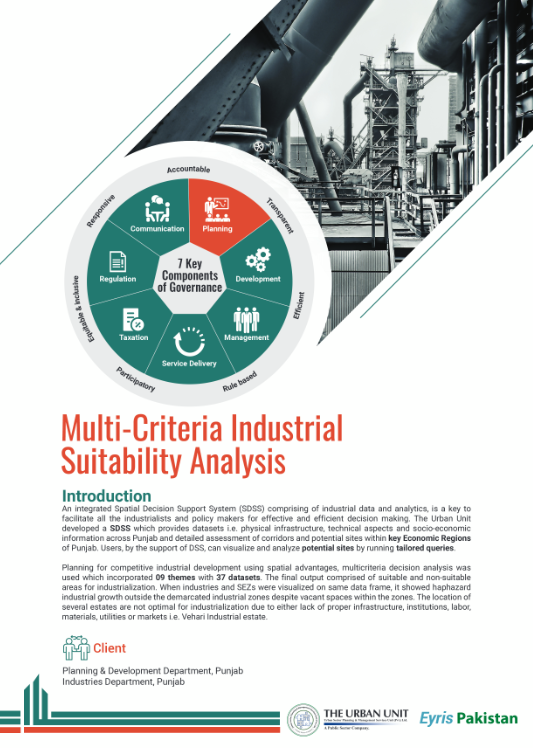 Accountable
Responsive
Transparent
Communication
Planning
7 Key
Components
of Governance
Regulation
Development
Equitable & Inclusive
Efficient
Taxation
Management
Service Delivery
Participatory
Rule based
Multi-Criteria Industrial
Suitability Analysis
Introduction
An integrated Spatial Decision Support System (SDSS) comprising of industrial data and analytics, is a key to
facilitate all the industrialists and policy makers for effective and efficient decision making. The Urban Unit
developed a SDSS which provides datasets i.e. physical infrastructure, technical aspects and socio-economic
information across Punjab and detailed assessment of corridors and potential sites within key Economic Regions
of Punjab. Users, by the support of DSS, can visualize and analyze potential sites by running tailored queries.
Planning for competitive industrial development using spatial advantages, multicriteria decision analysis was
used which incorporated 09 themes with 37 datasets. The final output comprised of suitable and non-suitable
areas for industrialization. When industries and SEZs were visualized on same data frame, it showed haphazard
industrial growth outside the demarcated industrial zones despite vacant spaces within the zones. The location of
several estates are not optimal for industrialization due to either lack of proper infrastructure, institutions, labor,
materials, utilities or markets i.e. Vehari Industrial estate.
Client
Planning & Development Department, Punjab
Industries Department, Punjab
THE URBAN UNIT
A Public Sector Company
Eyris Pakistan